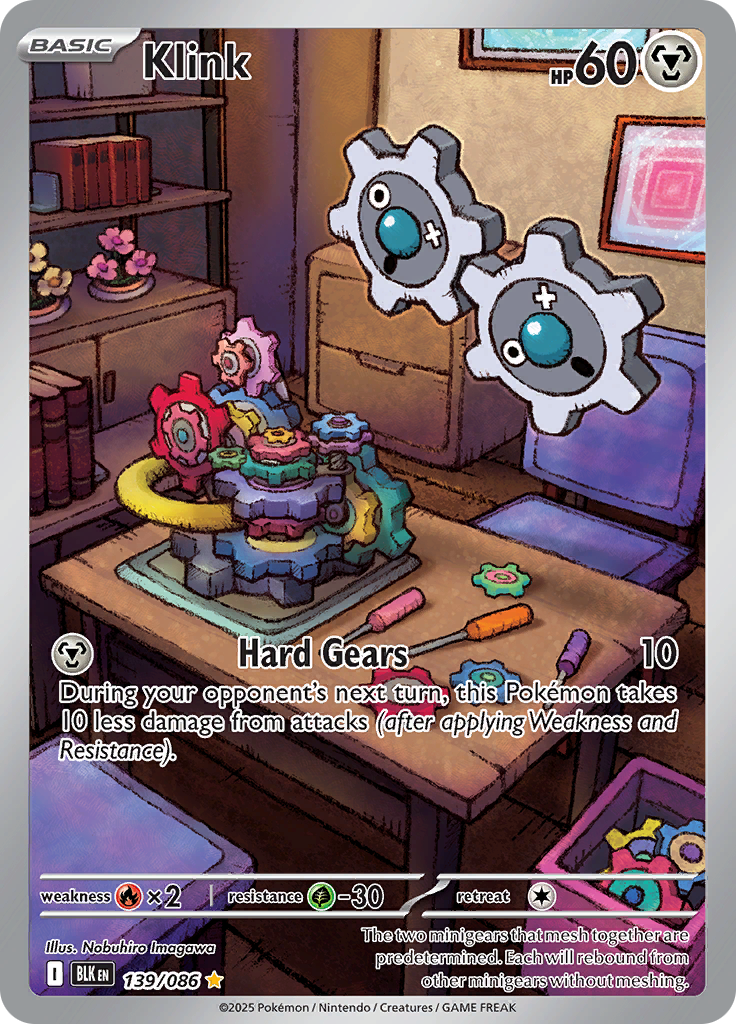 BASIC
Klink
HP60
Hard Gears 10
During your opponent's next turn, this Pokémon takes
10 less damage from attacks (after applying Weakness and
Resistance).
weakness ×2 resistance -30 retreat
Illus. Nobuhiro Imagawa
The two minigears that mesh together are
predetermined. Each will rebound from
other minigears without meshing.
I BLK EN 139/086
©2025 Pokémon / Nintendo / Creatures / GAME FREAK